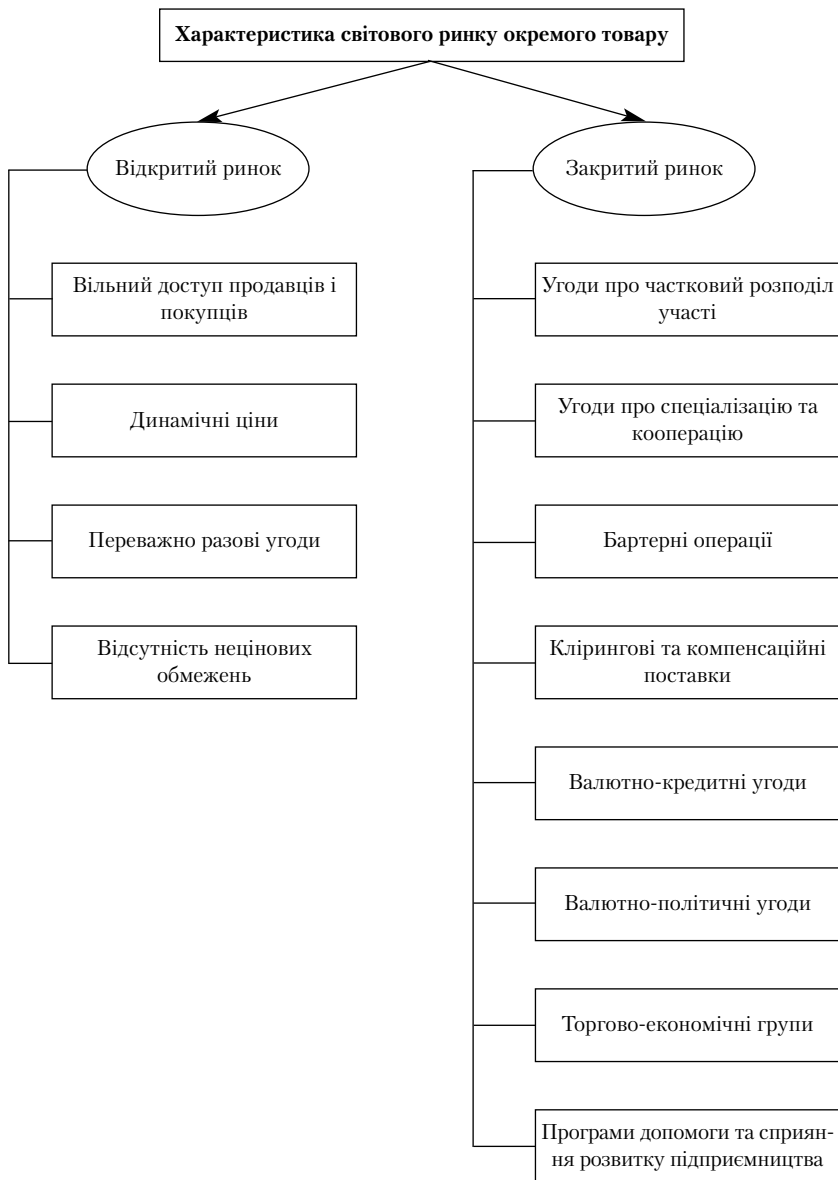 Характеристика світового ринку окремого товару
Відкритий ринок
Вільний доступ продавців і
покупців
Динамічні ціни
Переважно разові угоди
Відсутність нецінових
обмежень
Закритий ринок
Угоди про частковий розподіл
участі
Угоди про спеціалізацію та
кооперацію
Бартерні операції
Клірингові та компенсаційні
поставки
Валютно-кредитні угоди
Валютно-політичні угоди
Торгово-економічні групи
Програми допомоги та сприян-
ня розвитку підприємництва